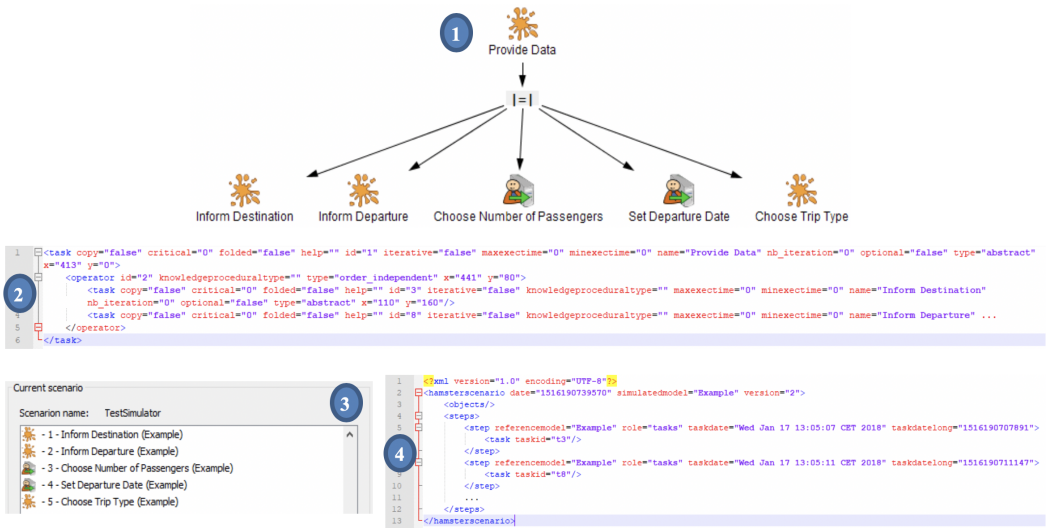 1
Provide Data
|=|
Inform Destination
Inform Departure
Choose Number of Passengers
Set Departure Date
Choose Trip Type
2
1 <task copy="false" critical="0" folded="false" help="" id="1" iterative="false" maxexectime="0" minexectime="0" name="Provide Data" nb_iteration="0" optional="false" type="abstract"
x="413" y="0">
<operator id="2" knowledgeproceduraltype="" type="order_independent" x="441" y="80">
<task copy="false" critical="0" folded="false" help="" id="3" iterative="false" knowledgeproceduraltype="" maxexectime="0" minexectime="0" name="Inform Destination"
nb_iteration="0" optional="false" type="abstract" x="110" y="160"/>
<task copy="false" critical="0" folded="false" help="" id="8" iterative="false" knowledgeproceduraltype="" maxexectime="0" minexectime="0" name="Inform Departure" ...
5 </operator>
6 </task>
Current scenario
3
Scenarion name: TestSimulator
- 1 - Inform Destination (Example)
- 2 - Inform Departure (Example)
- 3 - Choose Number of Passengers (Example)
- 4 - Set Departure Date (Example)
- 5 - Choose Trip Type (Example)
4
1 <?xml version="1.0" encoding="UTF-8"?>
2 <hamsterscenario date="1516190739570" simulatedmodel="Example" version="2">
3 <objects/>
4 <steps>
5 <step referencemodel="Example" role="tasks" taskdate="Wed Jan 17 13:05:07 CET 2018" taskdatelong="1516190707891">
<task taskid="t3"/>
</step>
<step referencemodel="Example" role="tasks" taskdate="Wed Jan 17 13:05:11 CET 2018" taskdatelong="1516190711147">
<task taskid="t8"/>
10 </step>
11 ...
12 </steps>
13 </hamsterscenario>